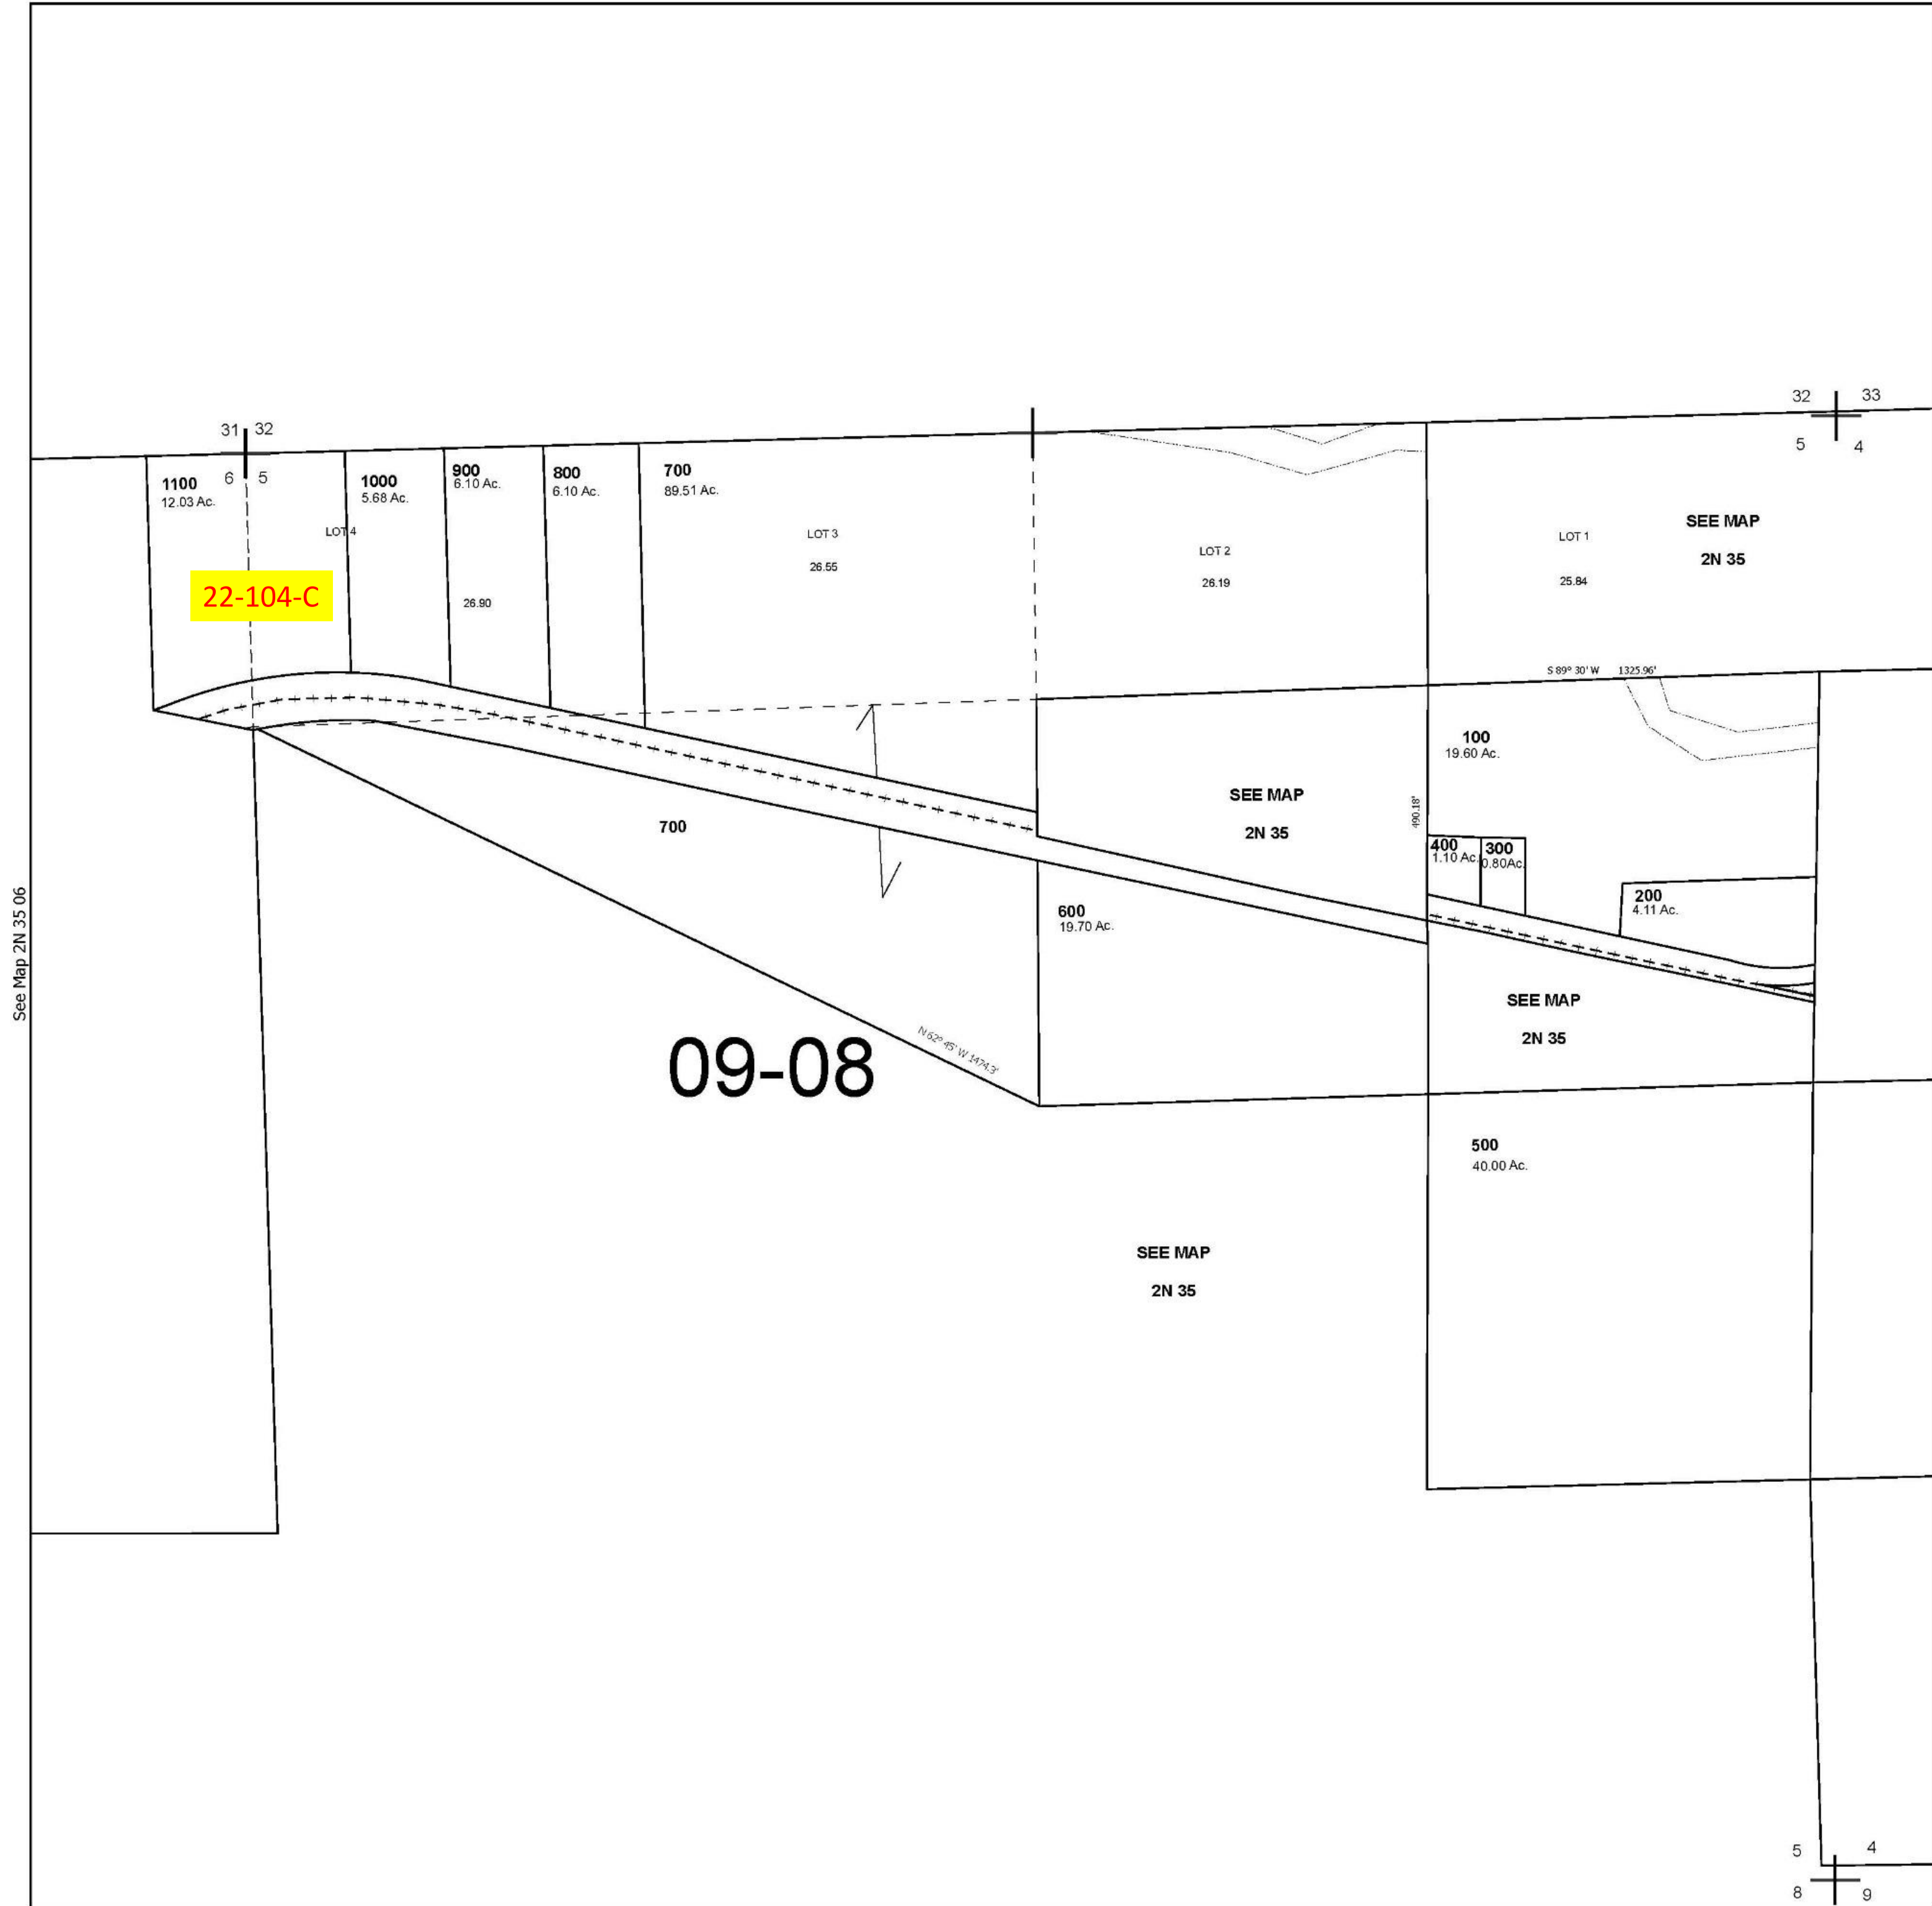 32 33
5 4
31 32
6 5
1100
12.03 Ac.
1000
5.68 Ac.
900
6.10 Ac.
800
6.10 Ac.
700
89.51 Ac.
LOT 4
LOT 3
26.55
LOT 2
26.19
LOT 1
25.84
SEE MAP
2N 35
22-104-C
26.90
S 89° 30' W 1325.96'
100
19.60 Ac.
SEE MAP
2N 35
490.18'
700
400
1.10 Ac.
300
0.80Ac.
200
4.11 Ac.
600
19.70 Ac.
See Map 2N 35 06
SEE MAP
2N 35
N 62° 45' W 1474.3'
09-08
500
40.00 Ac.
SEE MAP
2N 35
5 4
8 9